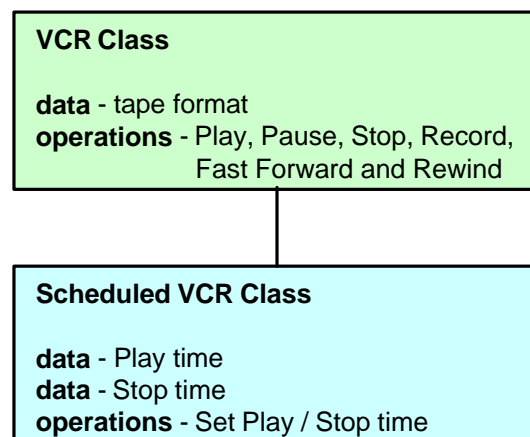 VCR Class
data - tape format
operations - Play, Pause, Stop, Record,
Fast Forward and Rewind
Scheduled VCR Class
data - Play time
data - Stop time
operations - Set Play / Stop time